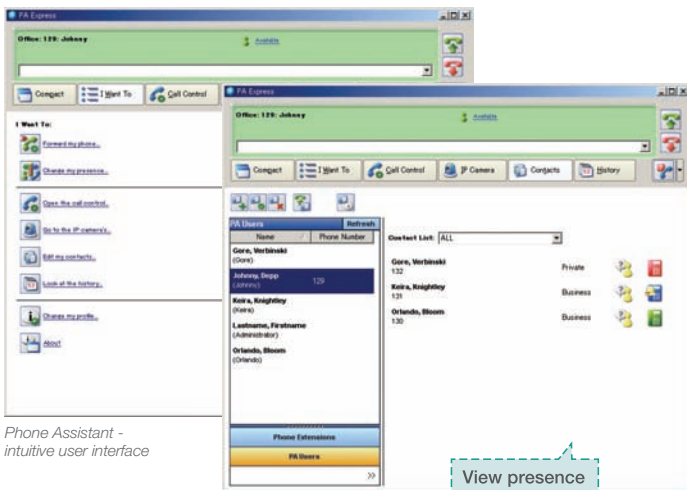 PA Express
Office: 129: Johnny
Available
Compact
I Want To
Call Control
I Want To:
Forward my phone..
Change my presence..
Open the call control..
Go to the IP camera's..
Edit my contacts..
Look at the history..
Change my profile..
About
Phone Assistant -
intuitive user interface
PA Express
Office: 129: Johnny
Available
Compact
I Want To
Call Control
IP Camera
Contacts
History
PA Users
Refresh
Name
Phone Number
Gore, Verbinski
(Gore)
Johnny, Depp
(Johnny)
129
Keira, Knightley
(Keira)
Lastname, Firstname
(Administrator)
Orlando, Bloom
(Orlando)
Phone Extensions
PA Users
»
Contact List: ALL
Gore, Verbinski
132
Private
Keira, Knightley
131
Business
Orlando, Bloom
130
Business
View presence